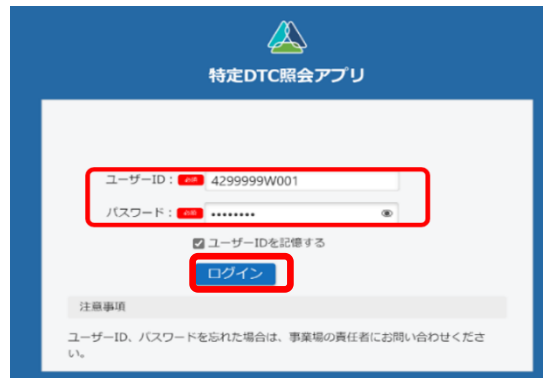 特定DTC照会アプリ
ユーザーID： 必須 4299999W001
パスワード： 必須 ••••••••
ユーザーIDを記憶する
ログイン
注意事項
ユーザーID、パスワードを忘れた場合は、事業場の責任者にお問い合わせくださ
い。